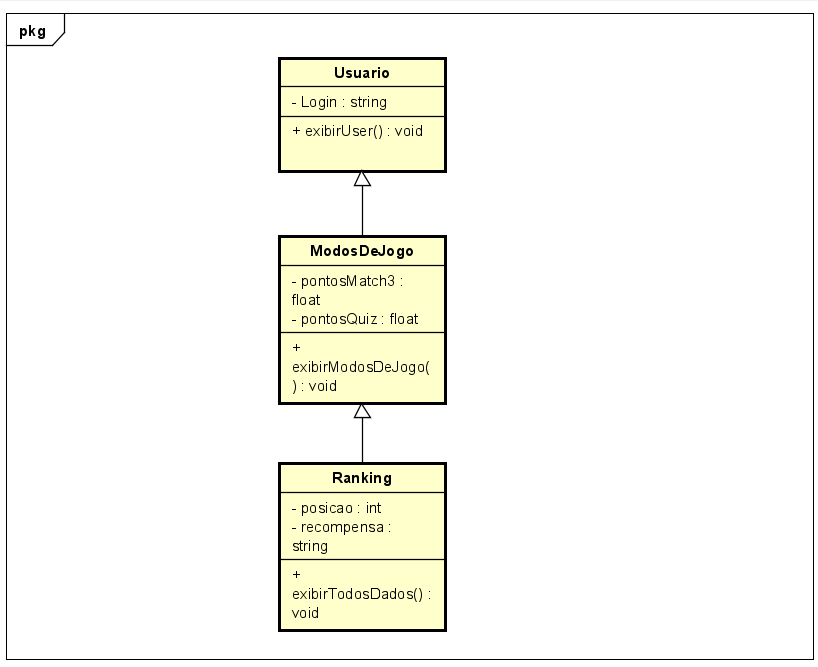 pkg
Usuario
- Login : string
+ exibirUser() : void
ModosDeJogo
- pontosMatch3 :
float
- pontosQuiz : float
+
exibirModosDeJogo(
) : void
Ranking
- posicao : int
- recompensa :
string
+
exibirTodosDados() :
void